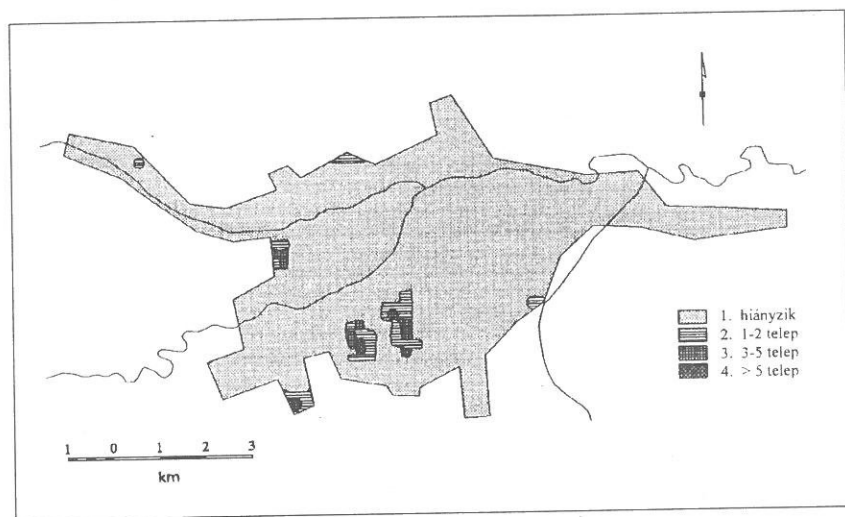 1. hiányzik
2. 1-2 telep
3. 3-5 telep
4. > 5 telep
1 0 1 2 3
km